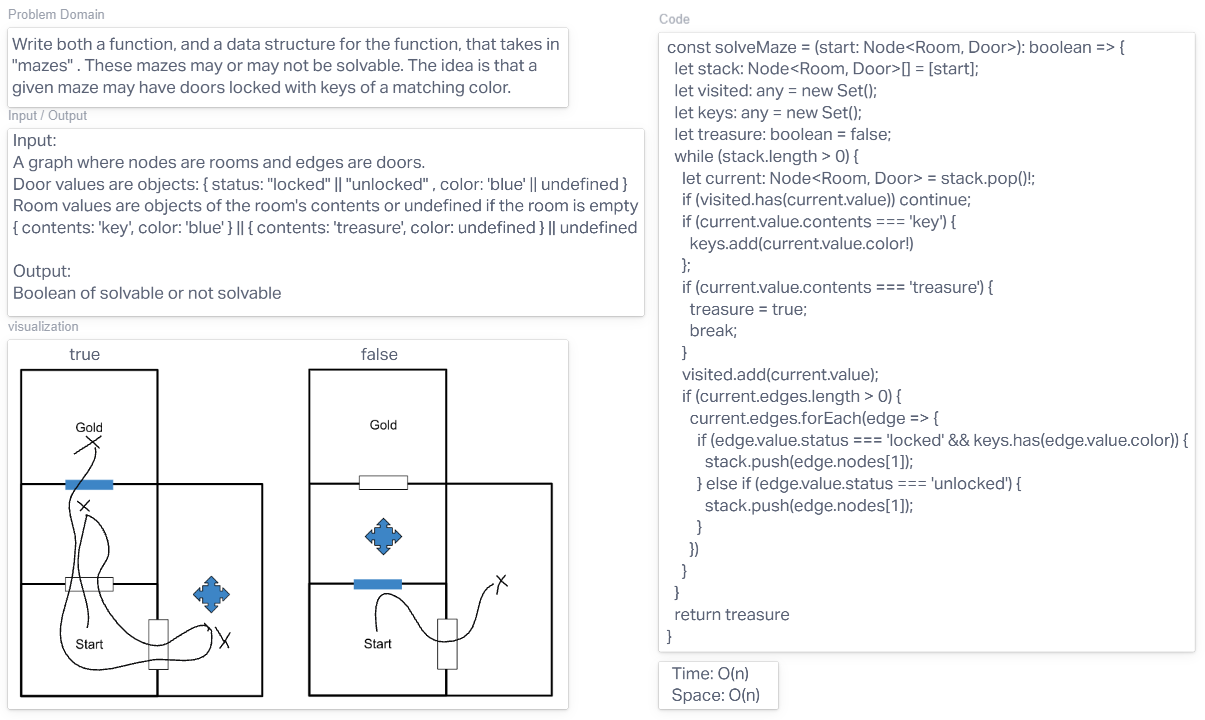 Problem Domain
Write both a function, and a data structure for the function, that takes in
"mazes" . These mazes may or may not be solvable. The idea is that a
given maze may have doors locked with keys of a matching color.
Input / Output
Input:
A graph where nodes are rooms and edges are doors.
Door values are objects: { status: "locked" || "unlocked" , color: 'blue' || undefined }
Room values are objects of the room's contents or undefined if the room is empty
{ contents: 'key', color: 'blue' } || { contents: 'treasure', color: undefined } || undefined
Output:
Boolean of solvable or not solvable
visualization
true
false
Gold
Gold
X
X
X
X
Start
Start
Code
const solveMaze = (start: Node<Room, Door>): boolean => {
let stack: Node<Room, Door>[] = [start];
let visited: any = new Set();
let keys: any = new Set();
let treasure: boolean = false;
while (stack.length > 0) {
let current: Node<Room, Door> = stack.pop()!;
if (visited.has(current.value)) continue;
if (current.value.contents === 'key') {
keys.add(current.value.color!)
};
if (current.value.contents === 'treasure') {
treasure = true;
break;
}
visited.add(current.value);
if (current.edges.length > 0) {
current.edges.forEach(edge => {
if (edge.value.status === 'locked' && keys.has(edge.value.color)) {
stack.push(edge.nodes[1]);
} else if (edge.value.status === 'unlocked') {
stack.push(edge.nodes[1]);
}
})
}
}
return treasure
}
Time: O(n)
Space: O(n)